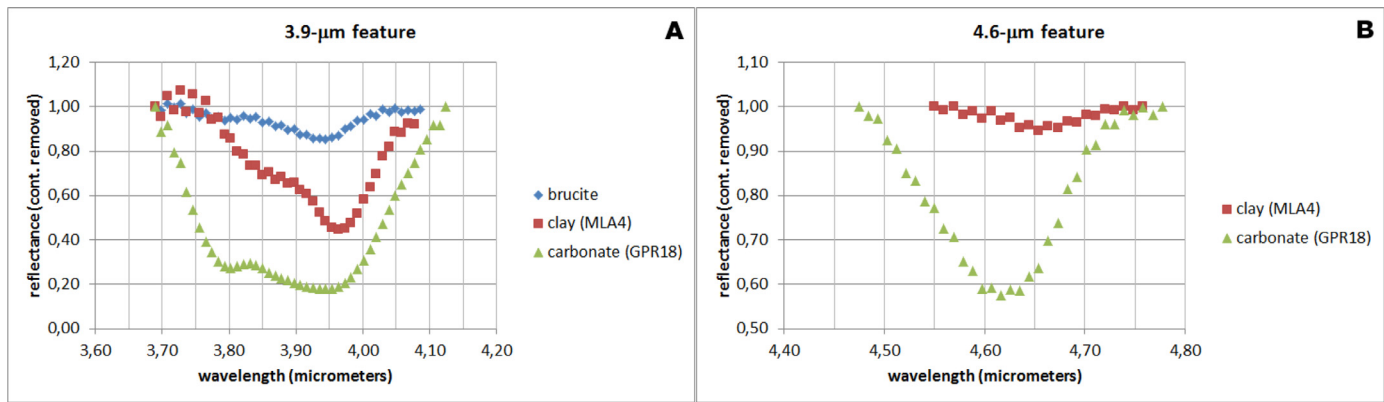 3.9-μm feature
A
1,20
1,00
0,80
0,60
0,40
0,20
0,00
3,60 3,70 3,80 3,90 4,00 4,10 4,20
reflectance (cont. removed)
wavelength (micrometers)
brucite
clay (MLA4)
carbonate (GPR18)
4.6-μm feature
B
1,10
1,00
0,90
0,80
0,70
0,60
0,50
4,40 4,50 4,60 4,70 4,80
reflectance (cont. removed)
wavelength (micrometers)
clay (MLA4)
carbonate (GPR18)